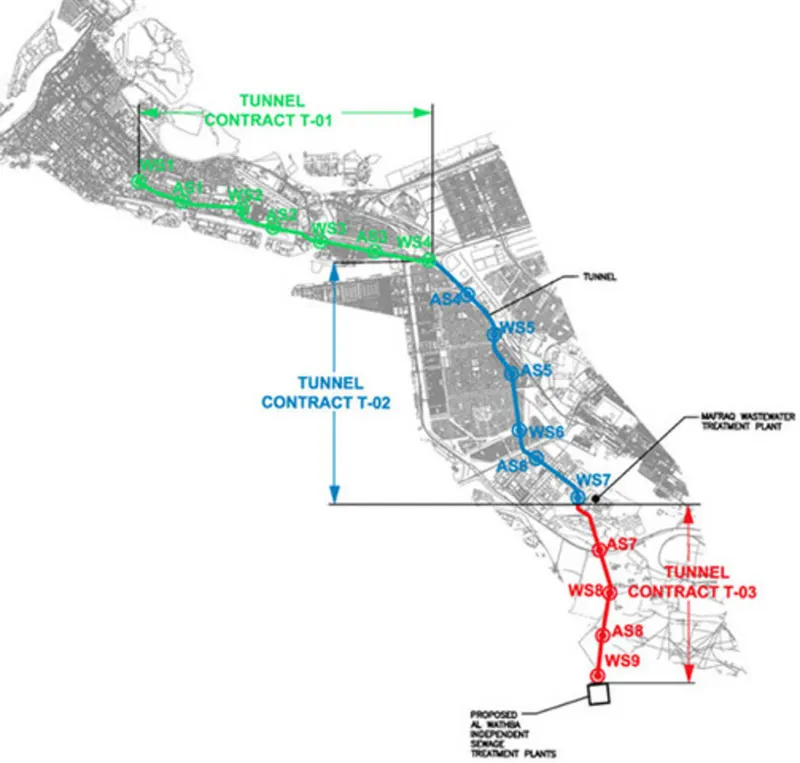 TUNNEL
CONTRACT T-01
WS1
AS1
WS2
AS2
WS3
AS3
WS4
TUNNEL
AS4
WS5
AS5
TUNNEL
CONTRACT T-02
WS6
AS6
MAFRAQ WASTEWATER
TREATMENT PLANT
WS7
AS7
TUNNEL
CONTRACT T-03
WS8
AS8
WS9
PROPOSED
AL WATHBA
INDEPENDENT
SEWAGE
TREATMENT PLANTS